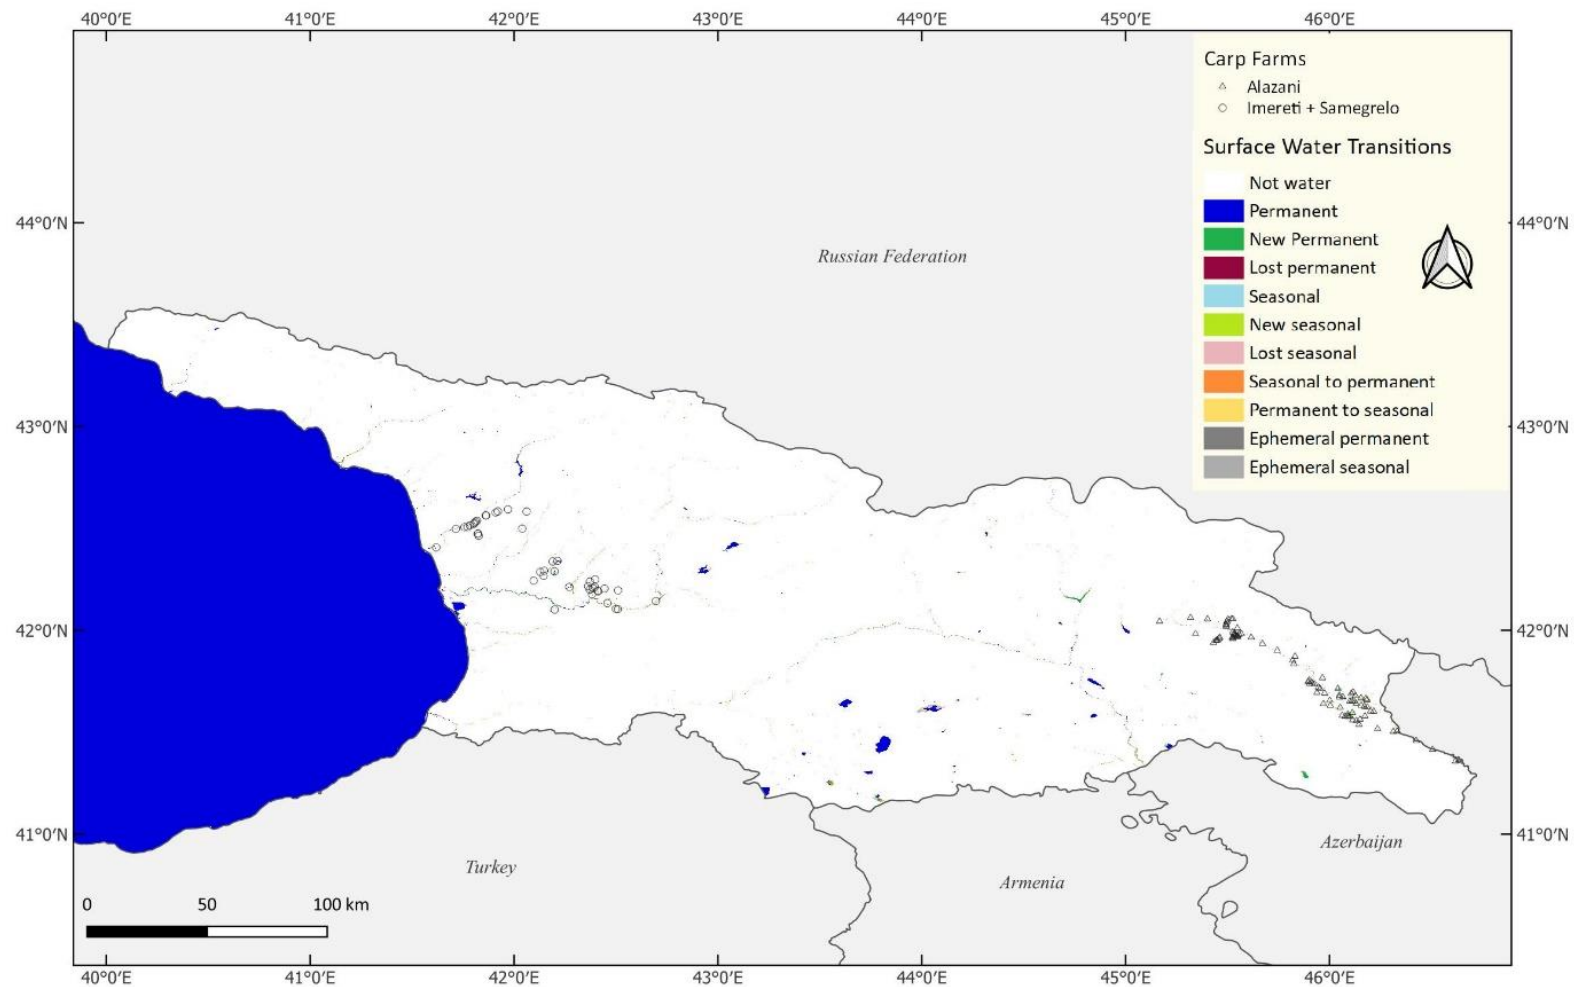 40°0′E 41°0′E 42°0′E 43°0′E 44°0′E 45°0′E 46°0′E
Carp Farms
Alazani
Imereti + Samegrelo
Surface Water Transitions
Not water
Permanent
New Permanent
Lost permanent
Seasonal
New seasonal
Lost seasonal
Seasonal to permanent
Permanent to seasonal
Ephemeral permanent
Ephemeral seasonal
44°0′N 44°0′N
Russian Federation
43°0′N 43°0′N
42°0′N 42°0′N
41°0′N 41°0′N
Azerbaijan
Turkey
Armenia
0 50 100 km
40°0′E 41°0′E 42°0′E 43°0′E 44°0′E 45°0′E 46°0′E